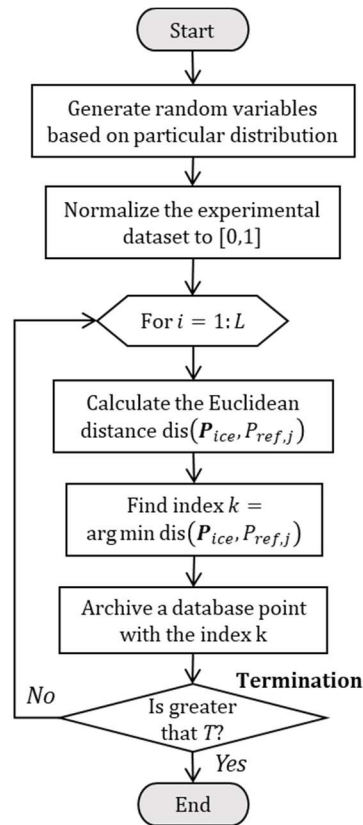 Start
Generate random variables
based on particular distribution
Normalize the experimental
dataset to [0,1]
For i = 1: L
Calculate the Euclidean
distance dis(P_ice, P_ref,j)
Find index k =
arg min dis(P_ice, P_ref,j)
Archive a database point
with the index k
Termination
No
Is greater
that T?
Yes
End